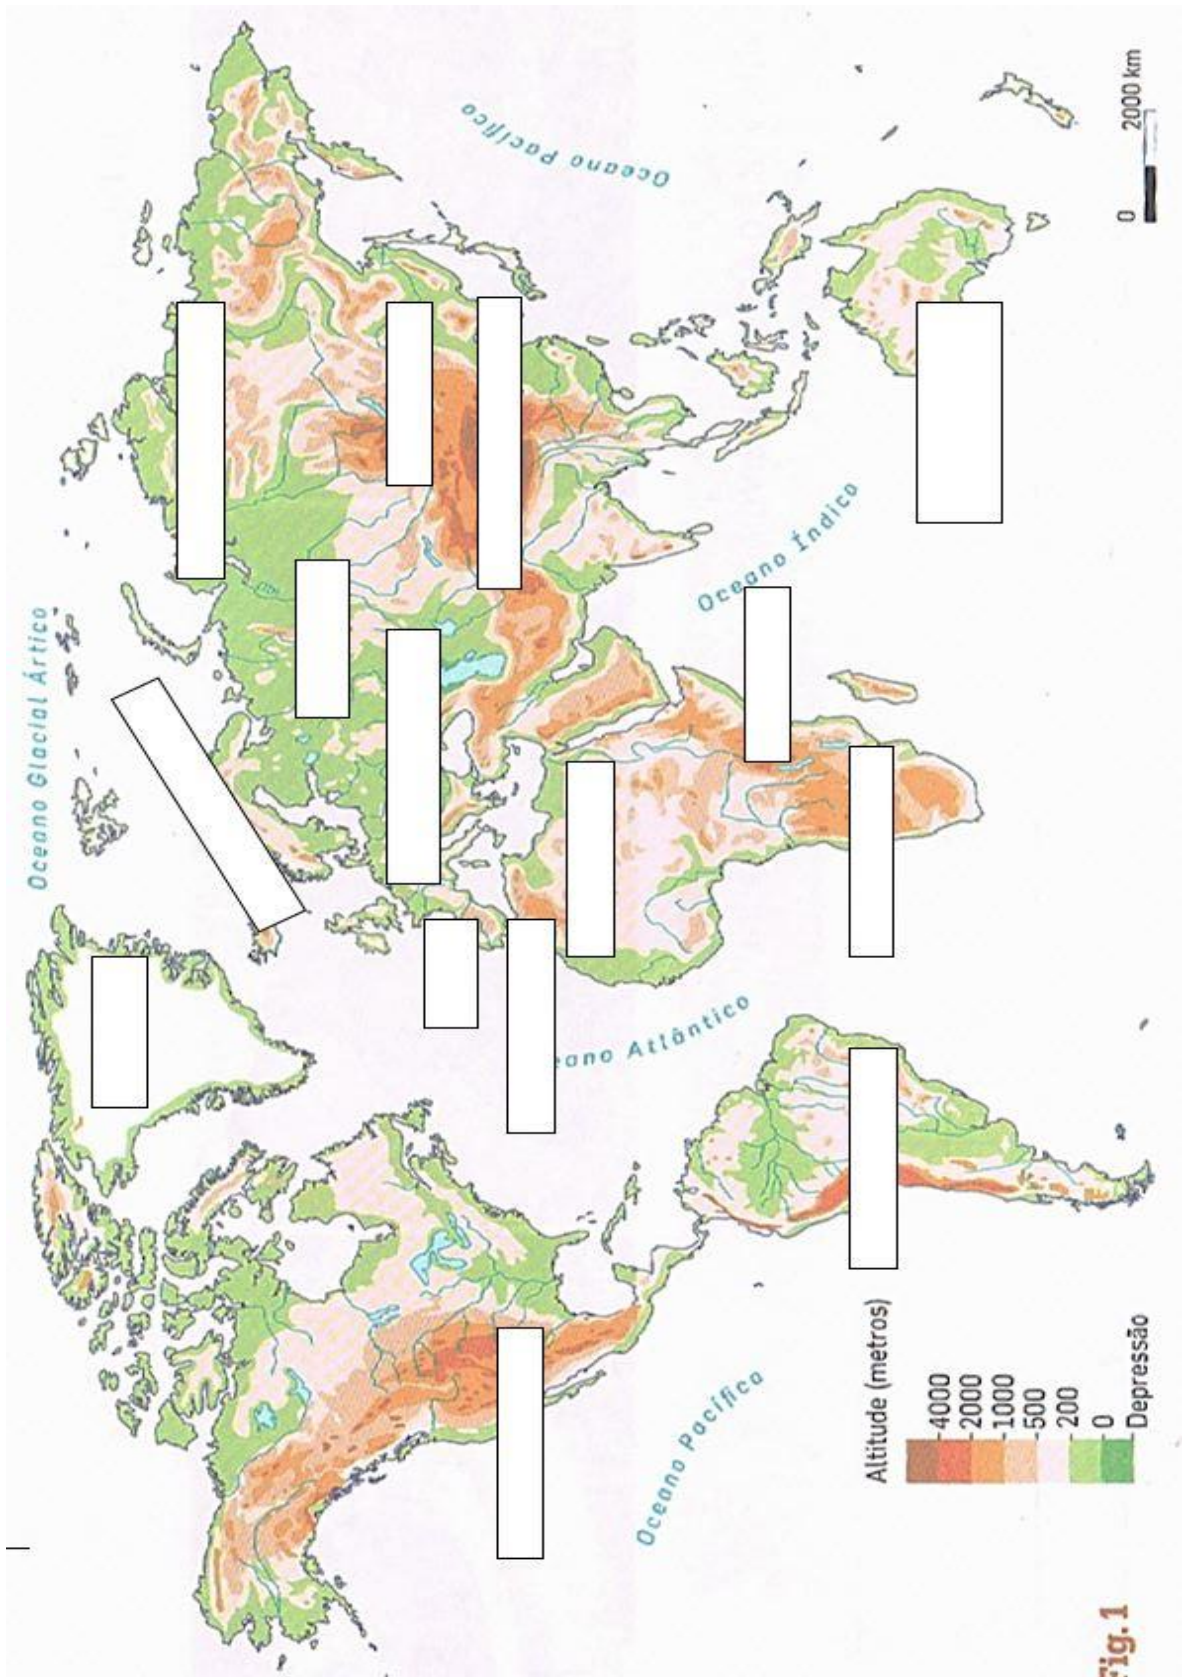 Oceano Glacial Ártico
Oceano Pacífico
Oceano Atlântico
Oceano Índico
Oceano Pacífico
Altitude (metros)
4000
2000
1000
500
200
0
Depressão
0 2000 km
Fig.1